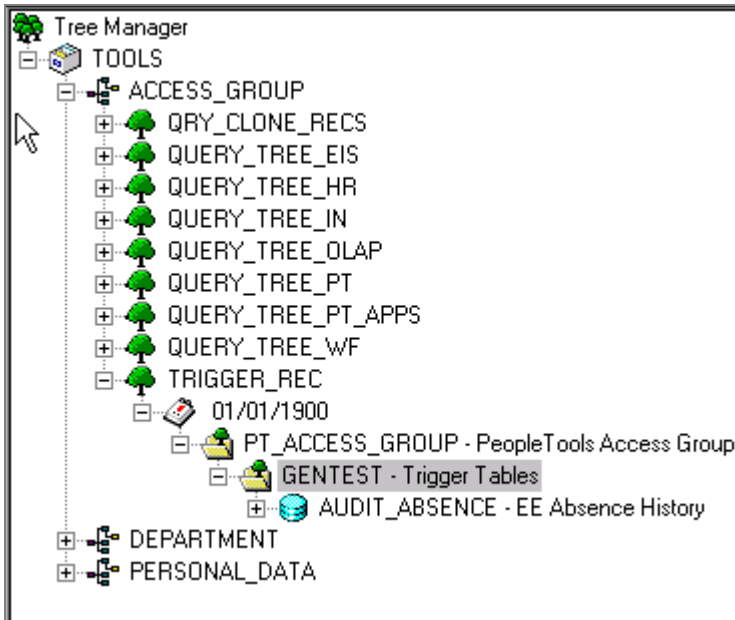 Tree Manager
TOOLS
ACCESS_GROUP
QRY_CLONE_RECS
QUERY_TREE_EIS
QUERY_TREE_HR
QUERY_TREE_IN
QUERY_TREE_OLAP
QUERY_TREE_PT
QUERY_TREE_PT_APPS
QUERY_TREE_WF
TRIGGER_REC
01/01/1900
PT_ACCESS_GROUP - PeopleTools Access Group
GENTEST - Trigger Tables
AUDIT_ABSENCE - EE Absence History
DEPARTMENT
PERSONAL_DATA